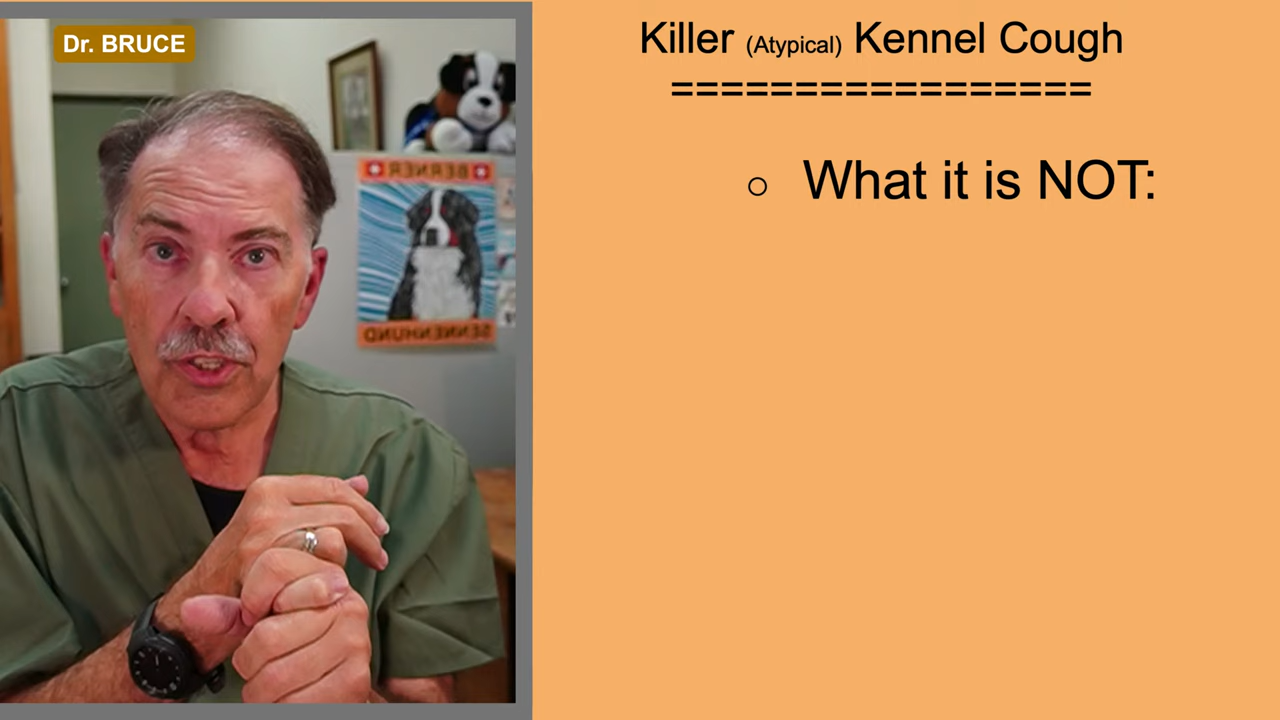 Dr. BRUCE
Killer (Atypical) Kennel Cough
=================
○ What it is NOT:
BERNER
SENNENHUND